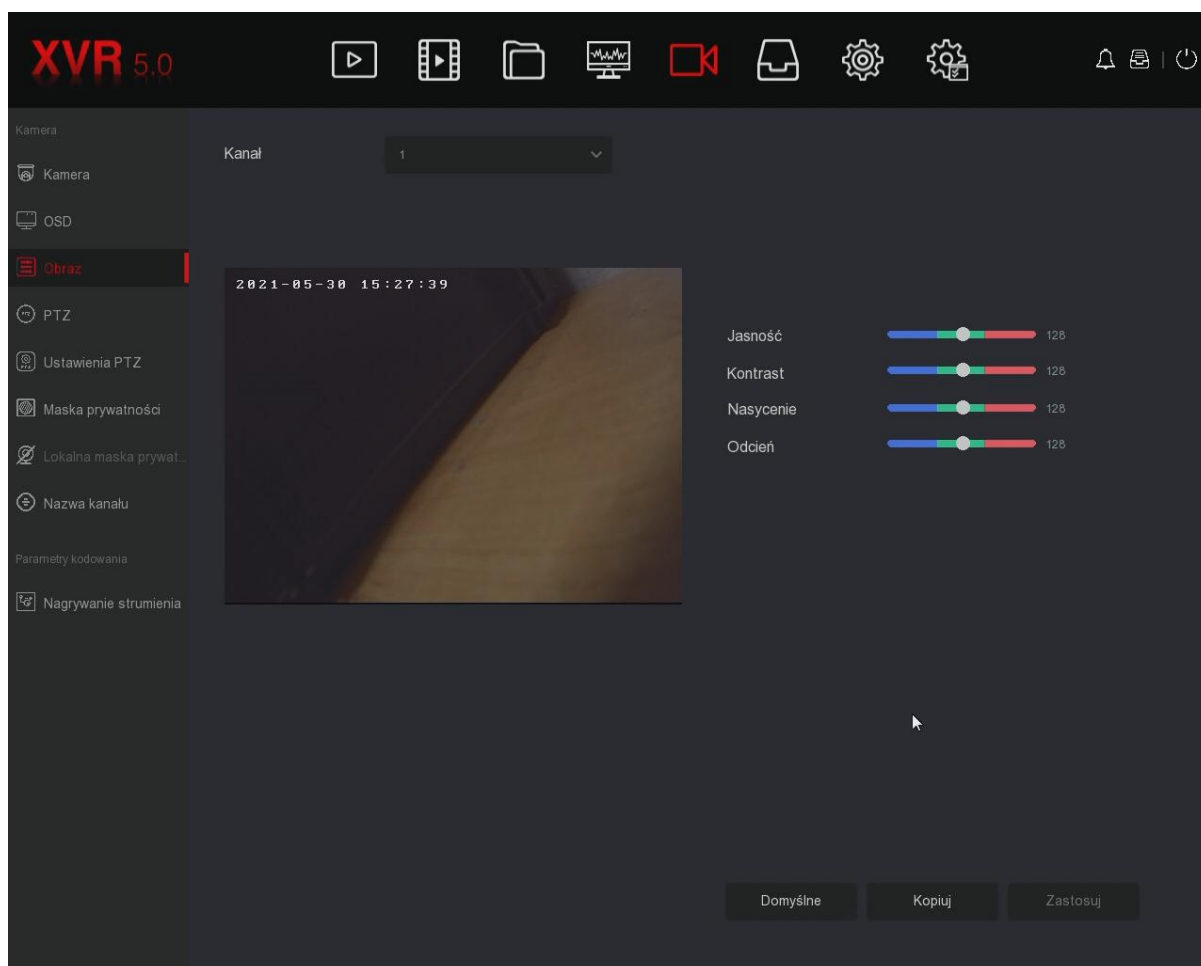 XVR 5.0
Kamera
Kamera
OSD
Obraz
PTZ
Ustawienia PTZ
Maska prywatności
Lokalna maska prywat...
Nazwa kanału
Parametry kodowania
Nagrywanie strumienia
Kanał 1
2021-05-30 15:27:39
Jasność 128
Kontrast 128
Nasycenie 128
Odcień 128
Domyślne Kopiuj Zastosuj